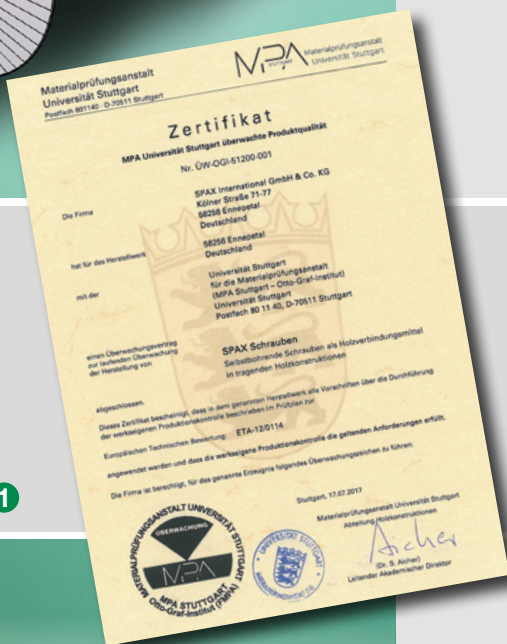 Materialprüfungsanstalt
Universität Stuttgart
Postfach 801140 · D-70511 Stuttgart
MPA
STUTTGART
Materialprüfungsanstalt
Universität Stuttgart
Zertifikat
MPA Universität Stuttgart überwachte Produktqualität
Nr. ÜW-OGI-51200-001
Die Firma
SPAX International GmbH & Co. KG
Kölner Straße 71-77
58256 Ennepetal
Deutschland
hat für das Herstellwerk
58256 Ennepetal
Deutschland
mit der
Universität Stuttgart
für die Materialprüfungsanstalt
(MPA Stuttgart – Otto-Graf-Institut)
Universität Stuttgart
Postfach 80 11 40, D-70511 Stuttgart
einen Überwachungsvertrag
zur laufenden Überwachung
der Herstellung von
SPAX Schrauben
Selbstbohrende Schrauben als Holzverbindungsmittel
in tragenden Holzkonstruktionen
abgeschlossen.
Dieses Zertifikat bescheinigt, dass in dem genannten Herstellwerk alle Vorschriften über die Durchführung
der werkseigenen Produktionskontrolle beschrieben im Prüfplan zur
Europäischen Technischen Bewertung: ETA-12/0114
angewandt werden und dass die werkseigene Produktionskontrolle die geltenden Anforderungen erfüllt.
Die Firma ist berechtigt, für das genannte Erzeugnis folgendes Überwachungszeichen zu führen:
Stuttgart, 17.07.2017
Materialprüfungsanstalt Universität Stuttgart
Abteilung Holzkonstruktionen
Aicher
(Dr. S. Aicher)
Leitender Akademischer Direktor
MATERIALPRÜFUNGSANSTALT UNIVERSITÄT STUTTGART
ÜBERWACHUNG
MPA
MPA STUTTGART
Otto-Graf-Institut (FMPA)
UNIVERSITÄT STUTTGART
1